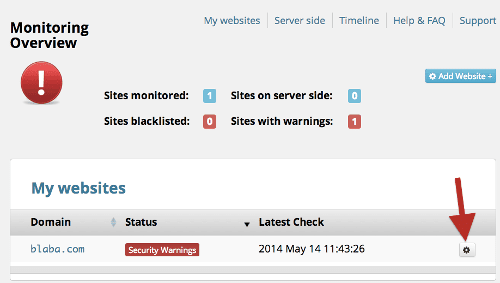 Monitoring Overview
My websites Server side Timeline Help & FAQ Support
Add Website +
Sites monitored: 1 Sites on server side: 0
Sites blacklisted: 0 Sites with warnings: 1
My websites
Domain Status Latest Check
blaba.com Security Warnings 2014 May 14 11:43:26